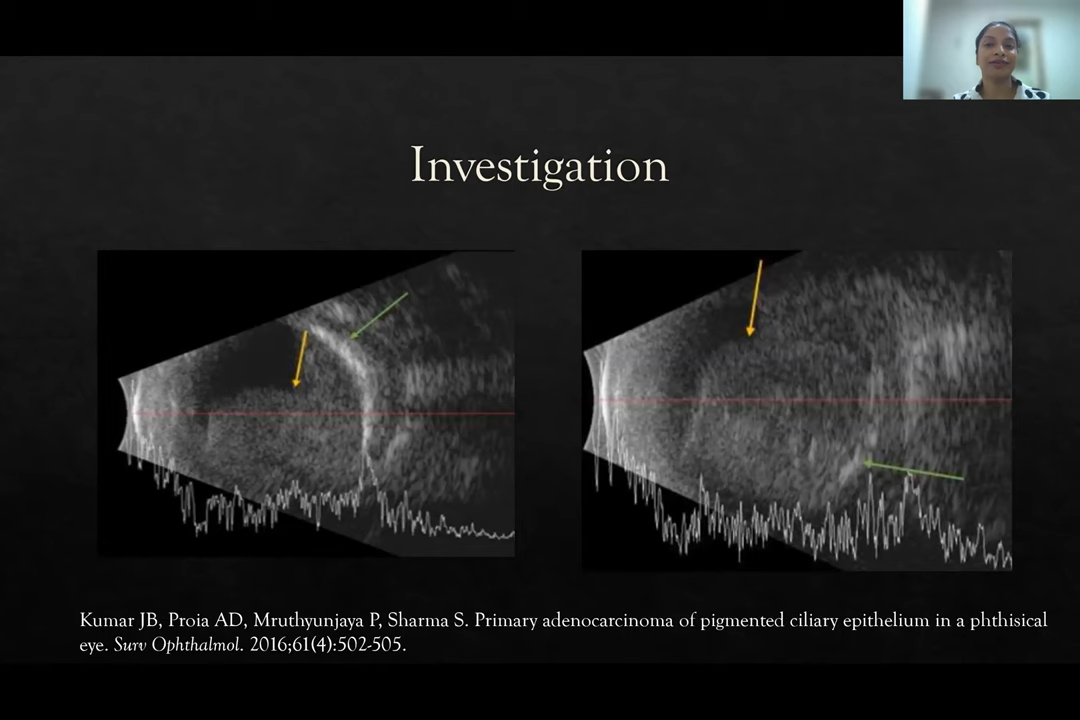 Investigation
Kumar JB, Proia AD, Mruthyunjaya P, Sharma S. Primary adenocarcinoma of pigmented ciliary epithelium in a phthisical
eye. Surv Ophthalmol. 2016;61(4):502-505.